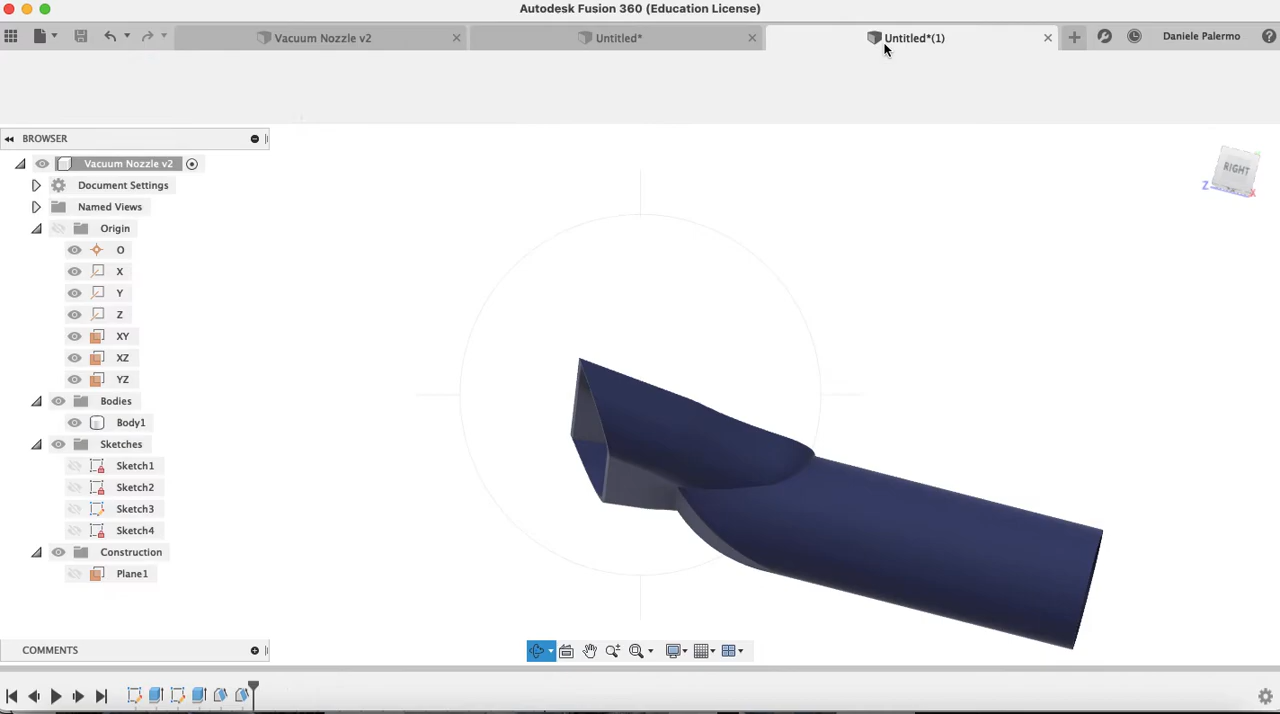 Autodesk Fusion 360 (Education License)
Vacuum Nozzle v2
Untitled*
Untitled*(1)
Daniele Palermo
BROWSER
Vacuum Nozzle v2
Document Settings
Named Views
Origin
O
X
Y
Z
XY
XZ
YZ
Bodies
Body1
Sketches
Sketch1
Sketch2
Sketch3
Sketch4
Construction
Plane1
RIGHT
Z
X
COMMENTS